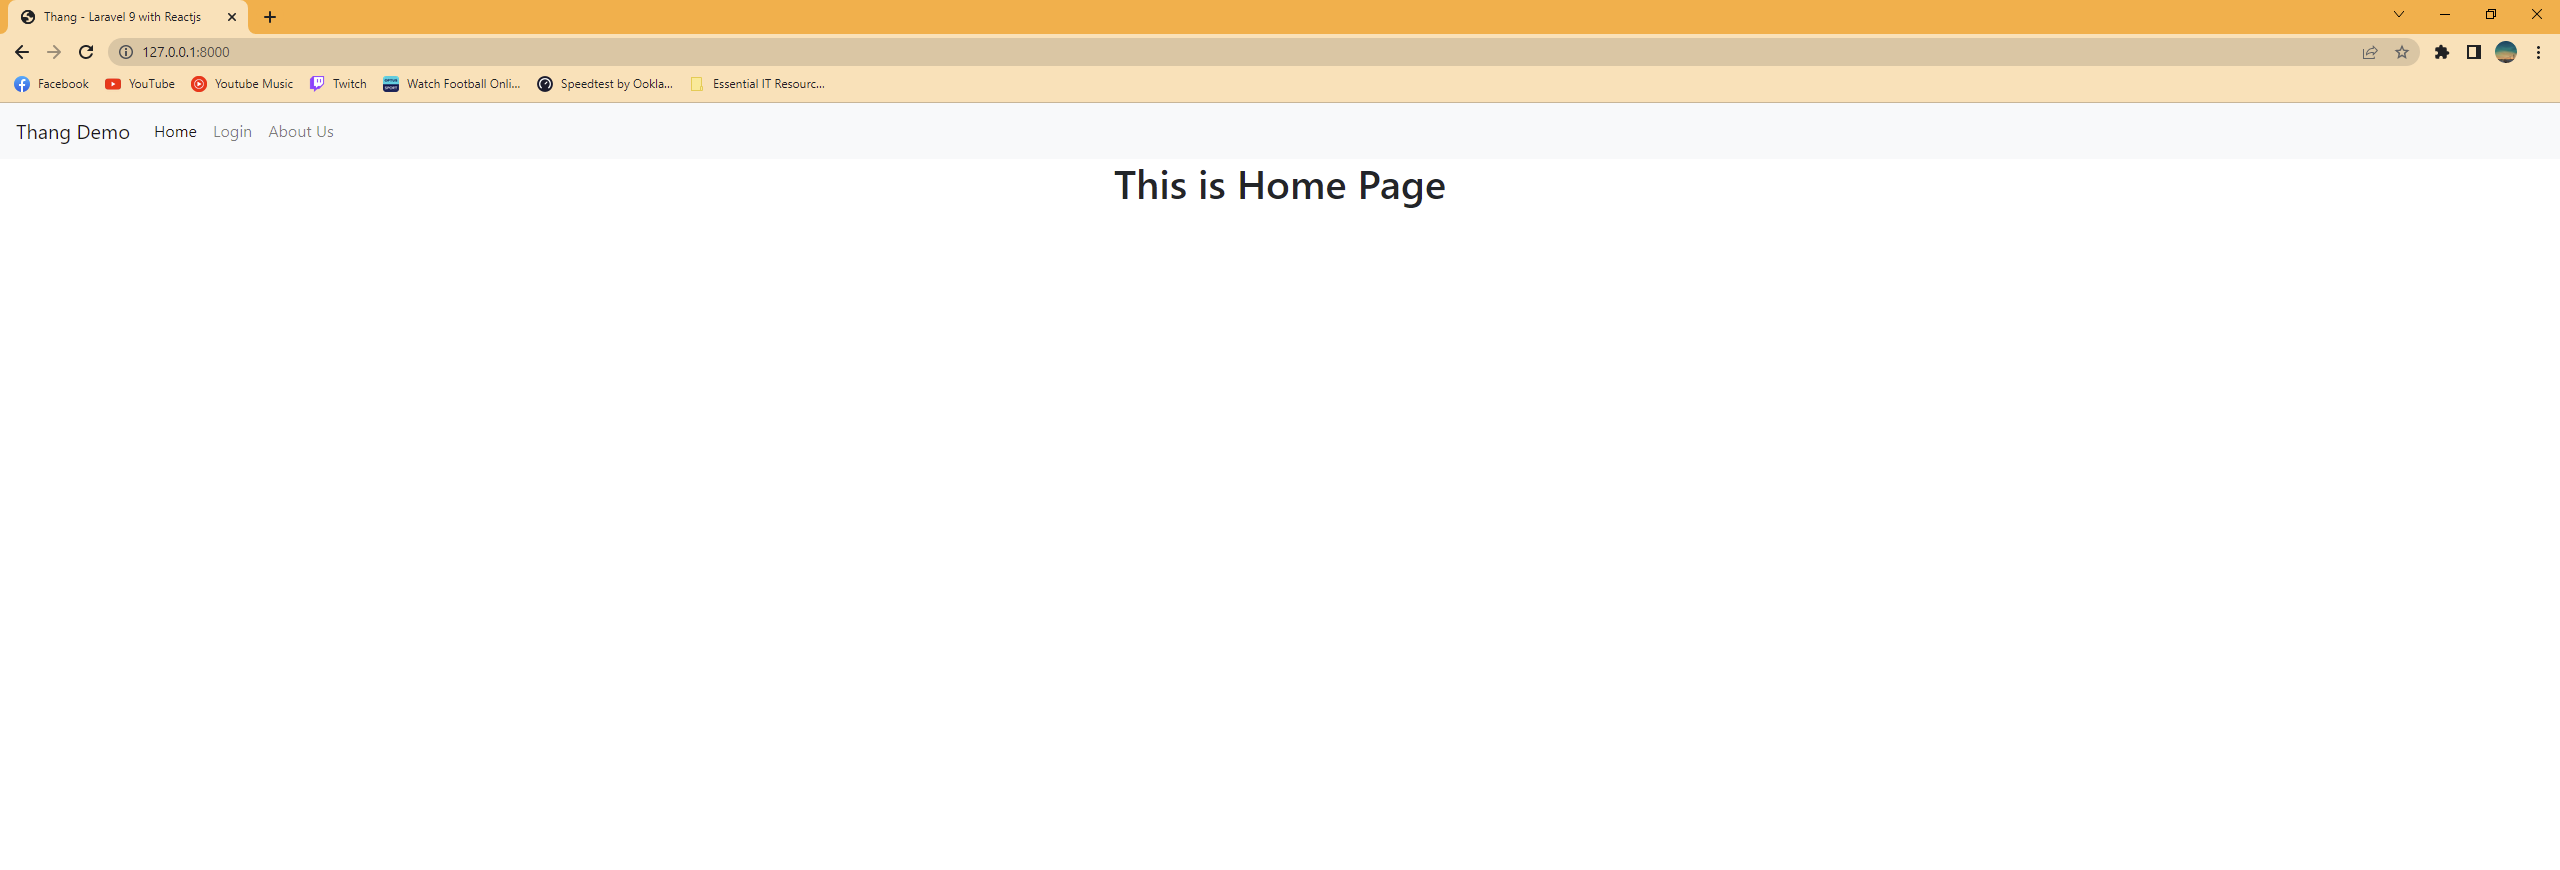 Thang - Laravel 9 with Reactjs
127.0.0.1:8000
Facebook YouTube Youtube Music Twitch Watch Football Onli... Speedtest by Ookla... Essential IT Resourc...
Thang Demo Home Login About Us
This is Home Page